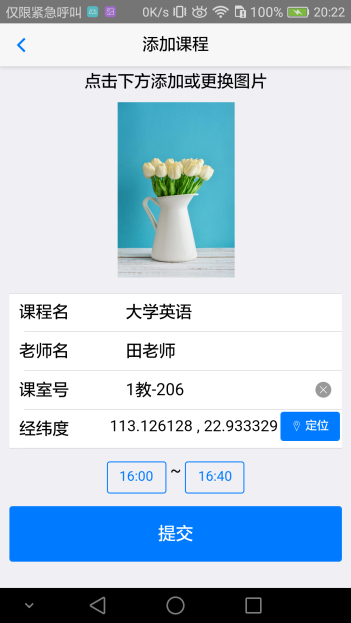 仅限紧急呼叫 0K/s 100% 20:22
添加课程
点击下方添加或更换图片
课程名 大学英语
老师名 田老师
课室号 1教-206
经纬度 113.126128 , 22.933329 定位
16:00 ~ 16:40
提交